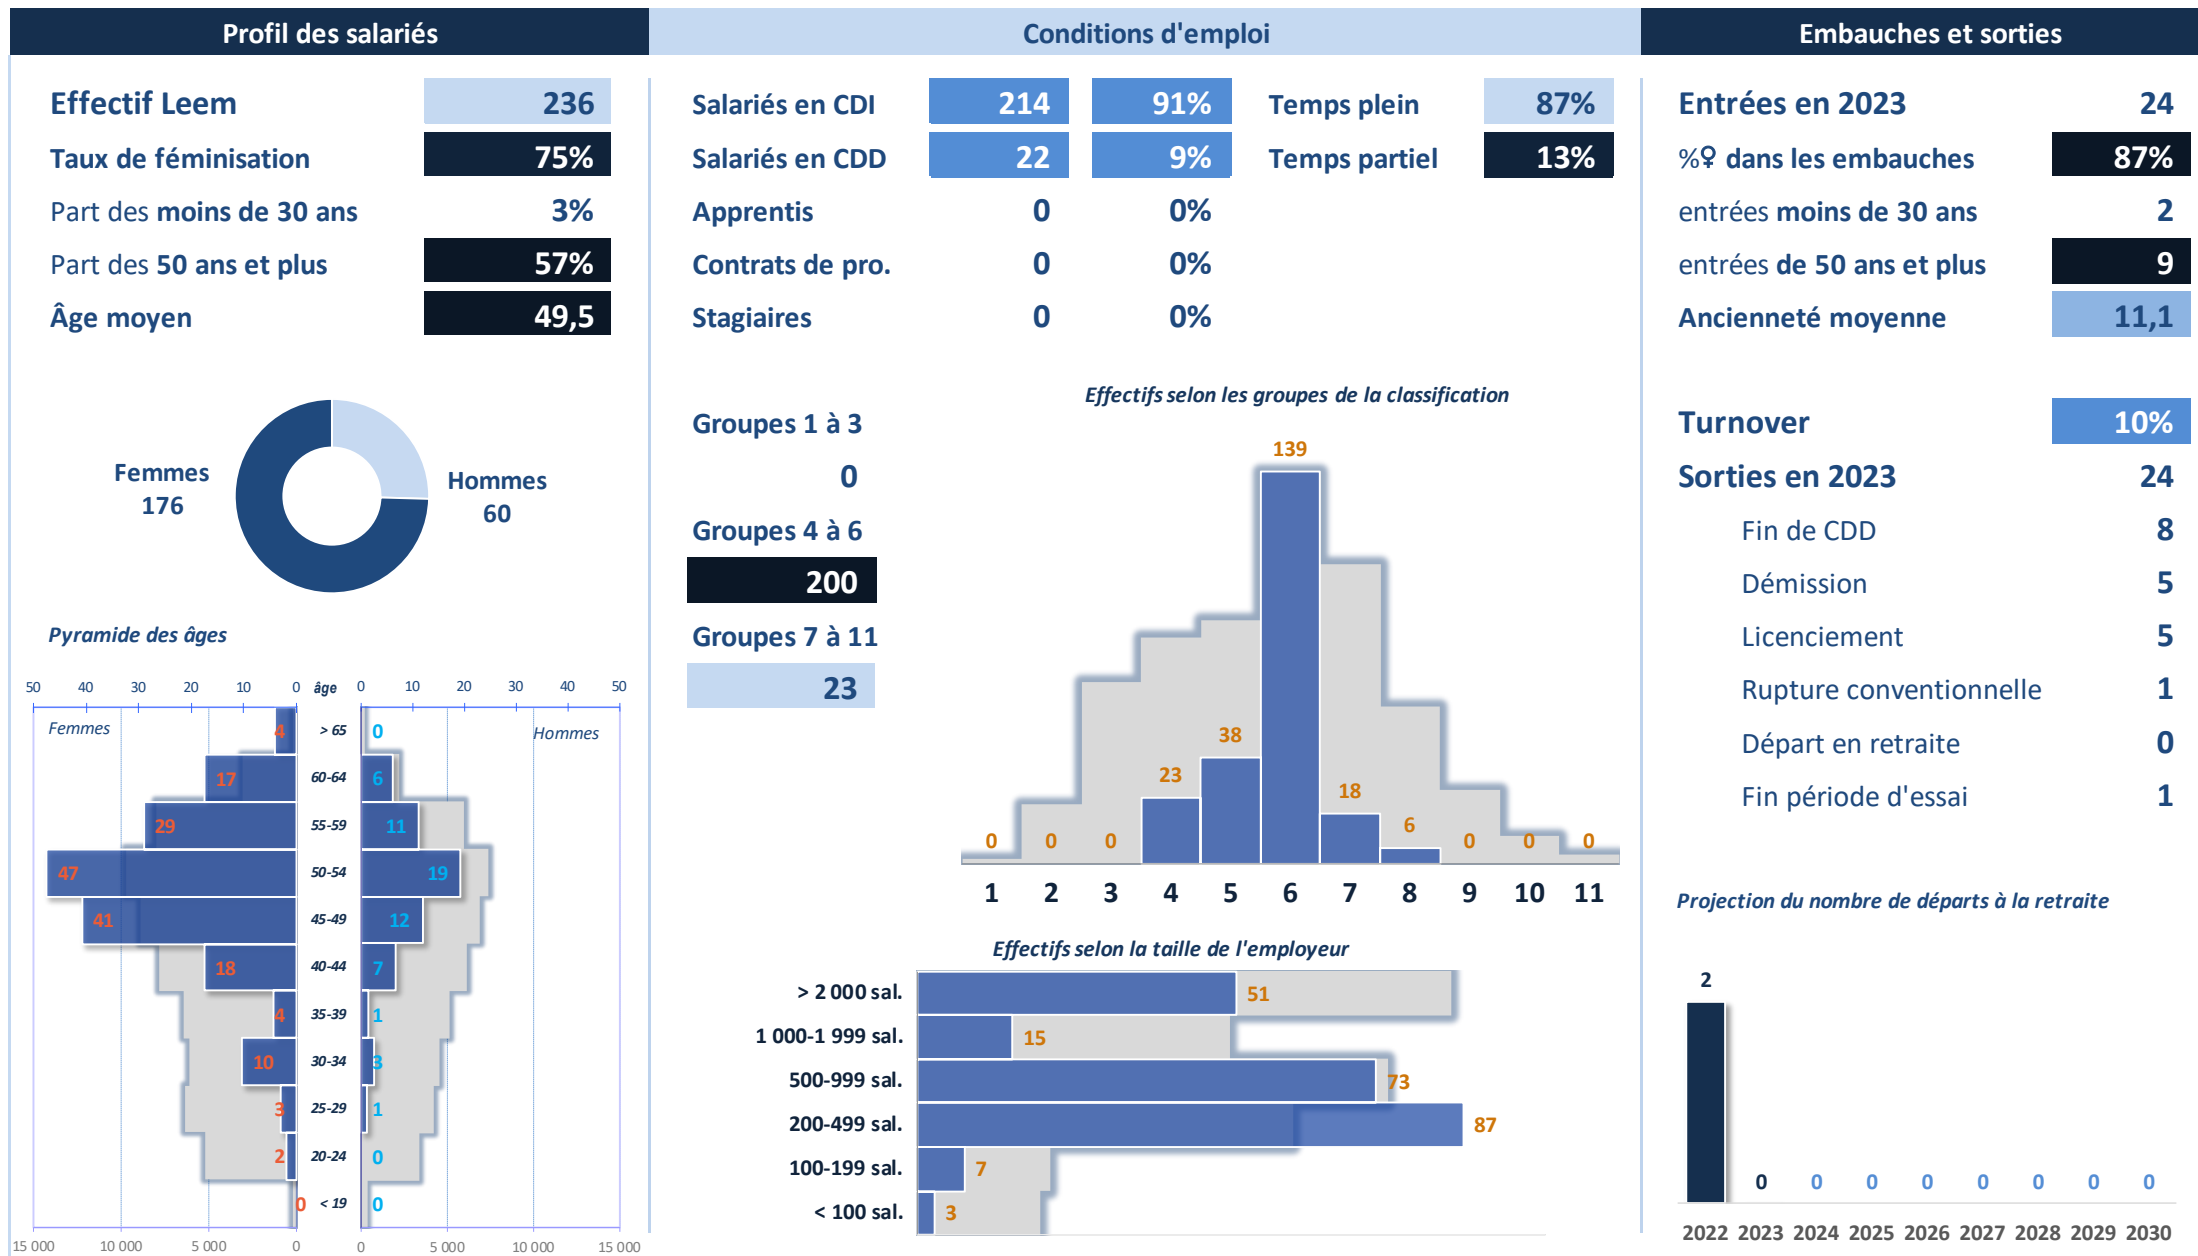 Profil des salariés
Effectif Leem 236
Taux de féminisation 75%
Part des moins de 30 ans 3%
Part des 50 ans et plus 57%
Âge moyen 49,5
Femmes
176
Hommes
60
Pyramide des âges
50 40 30 20 10 0 âge 0 10 20 30 40 50
Femmes Hommes
4 > 65 0
17 60-64 6
29 55-59 11
47 50-54 19
41 45-49 12
18 40-44 7
4 35-39 1
10 30-34 3
3 25-29 1
2 20-24 0
0 < 19 0
15 000 10 000 5 000 0 0 5 000 10 000 15 000
Conditions d'emploi
Salariés en CDI 214 91% Temps plein 87%
Salariés en CDD 22 9% Temps partiel 13%
Apprentis 0 0%
Contrats de pro. 0 0%
Stagiaires 0 0%
Groupes 1 à 3
0
Groupes 4 à 6
200
Groupes 7 à 11
23
Effectifs selon les groupes de la classification
0 0 0 23 38 139 18 6 0 0 0
1 2 3 4 5 6 7 8 9 10 11
Effectifs selon la taille de l'employeur
> 2 000 sal. 51
1 000-1 999 sal. 15
500-999 sal. 73
200-499 sal. 87
100-199 sal. 7
< 100 sal. 3
Embauches et sorties
Entrées en 2023 24
%♀ dans les embauches 87%
entrées moins de 30 ans 2
entrées de 50 ans et plus 9
Ancienneté moyenne 11,1
Turnover 10%
Sorties en 2023 24
Fin de CDD 8
Démission 5
Licenciement 5
Rupture conventionnelle 1
Départ en retraite 0
Fin période d'essai 1
Projection du nombre de départs à la retraite
2 0 0 0 0 0 0 0 0
2022 2023 2024 2025 2026 2027 2028 2029 2030